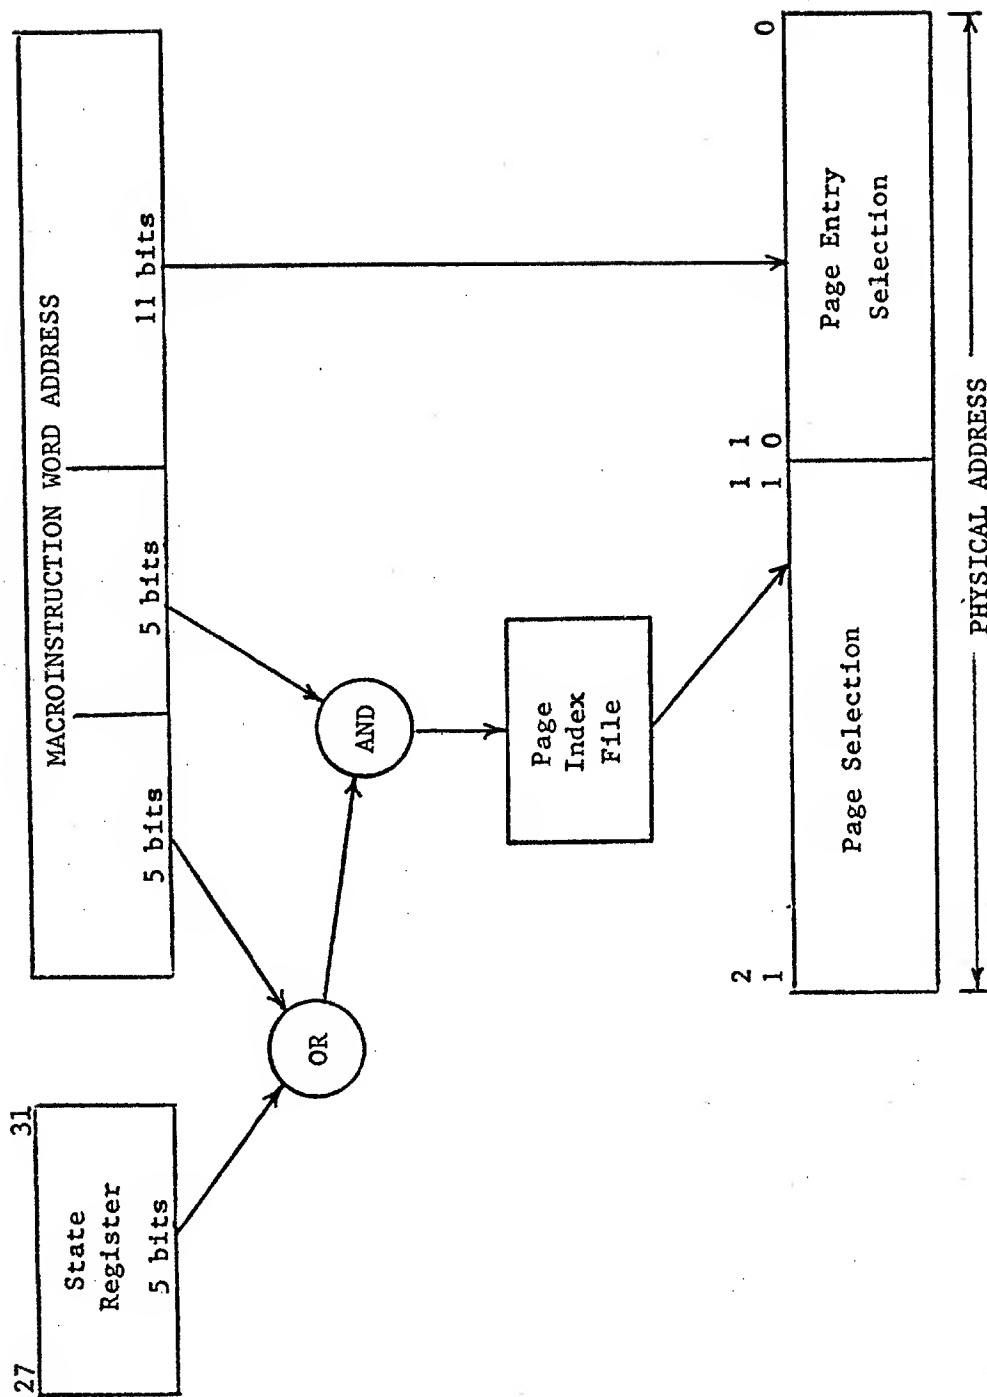 27
31
State
Register
5 bits
MACROINSTRUCTION WORD ADDRESS
5 bits
5 bits
11 bits
OR
AND
Page
Index
File
2
1
1
1
1
0
0
Page Selection
Page Entry
Selection
PHYSICAL ADDRESS